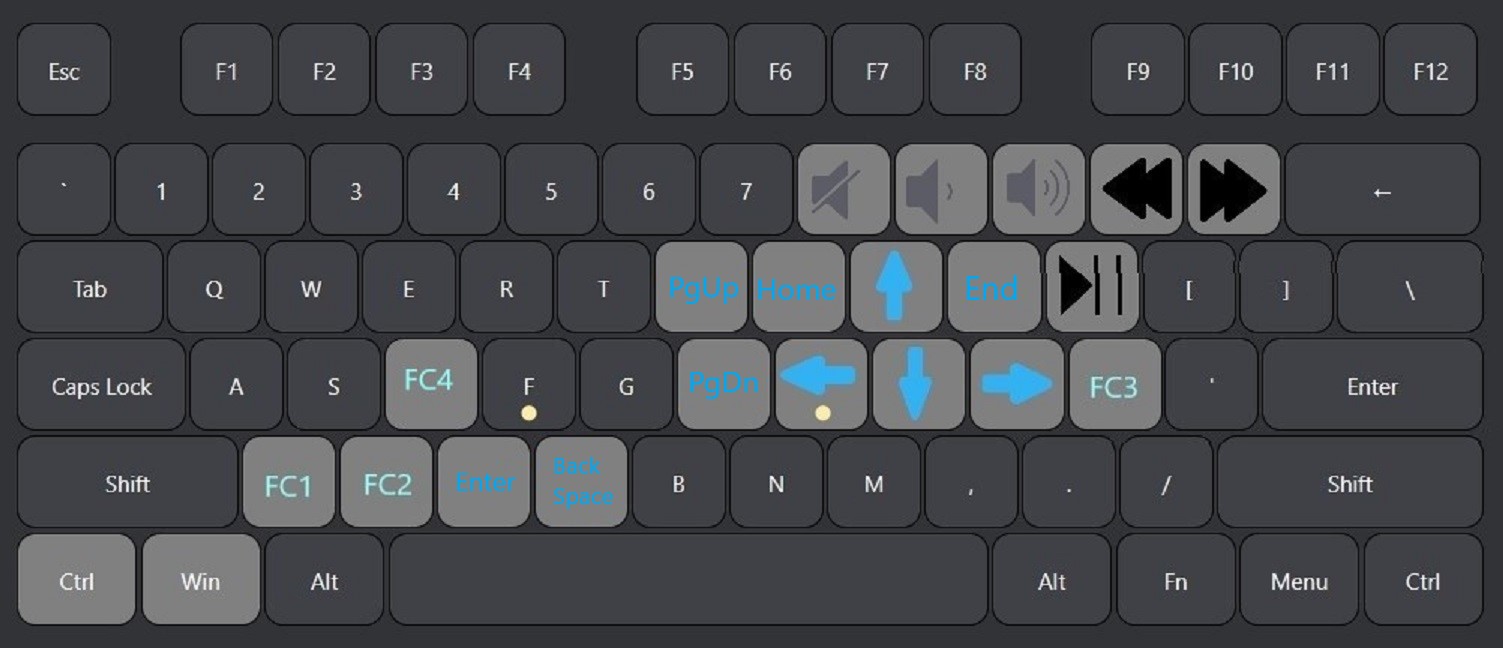 Esc F1 F2 F3 F4 F5 F6 F7 F8 F9 F10 F11 F12
` 1 2 3 4 5 6 7 ←
Tab Q W E R T PgUp Home End [ ] \
Caps Lock A S FC4 F G PgDn FC3 ' Enter
Shift FC1 FC2 Enter Back Space B N M , . / Shift
Ctrl Win Alt Alt Fn Menu Ctrl